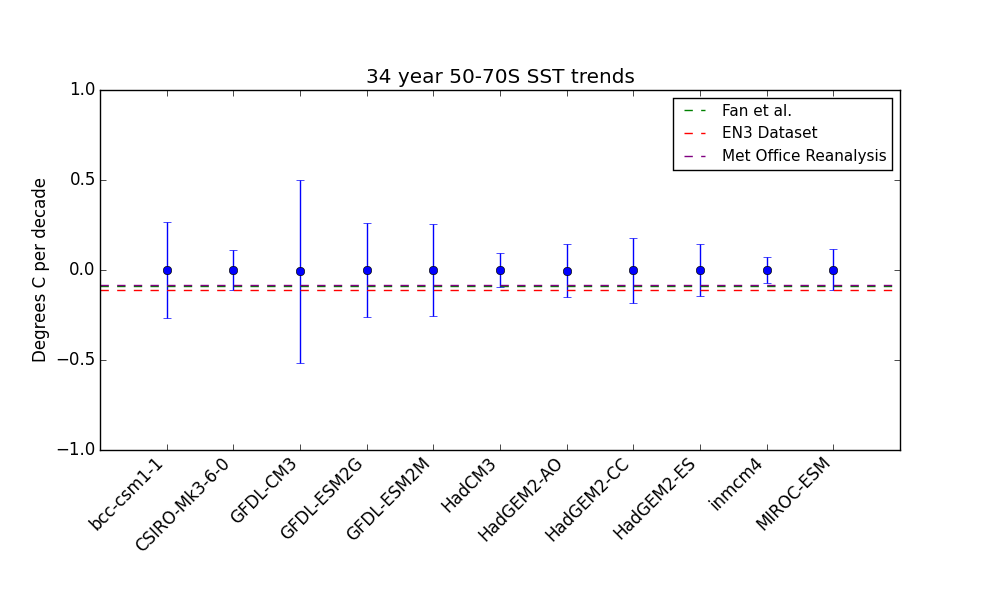 34 year 50-70S SST trends
1.0
0.5
0.0
−0.5
−1.0
Degrees C per decade
Fan et al.
EN3 Dataset
Met Office Reanalysis
bcc-csm1-1
CSIRO-Mk3-6-0
GFDL-CM3
GFDL-ESM2G
GFDL-ESM2M
HadCM3
HadGEM2-AO
HadGEM2-CC
HadGEM2-ES
inmcm4
MIROC-ESM